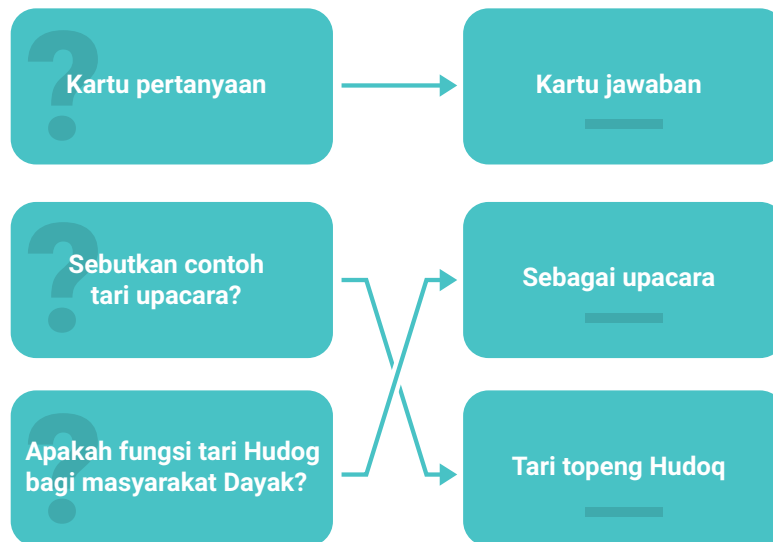 ?
Kartu pertanyaan
Kartu jawaban
?
Sebutkan contoh
tari upacara?
Sebagai upacara
?
Apakah fungsi tari Hudog
bagi masyarakat Dayak?
Tari topeng Hudoq